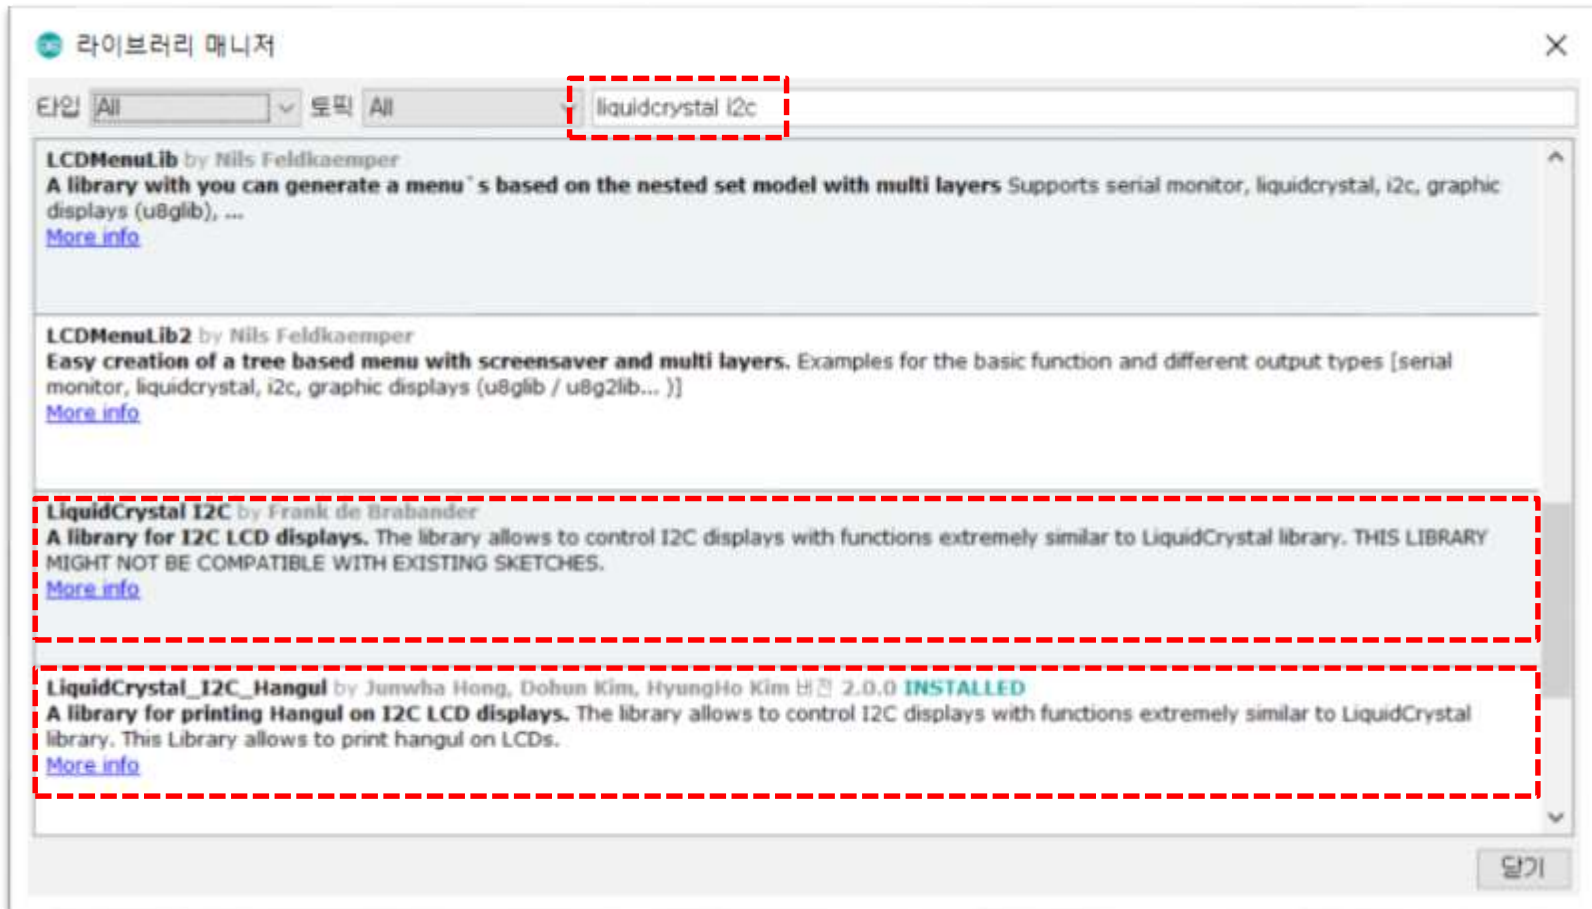 라이브러리 매니저
타입 All 토픽 All liquidcrystal i2c
LCDMenuLib by Nils Feldkaemper
A library with you can generate a menu`s based on the nested set model with multi layers Supports serial monitor, liquidcrystal, i2c, graphic
displays (u8glib), ...
More info
LCDMenuLib2 by Nils Feldkaemper
Easy creation of a tree based menu with screensaver and multi layers. Examples for the basic function and different output types [serial
monitor, liquidcrystal, i2c, graphic displays (u8glib / u8g2lib... )]
More info
LiquidCrystal I2C by Frank de Brabander
A library for I2C LCD displays. The library allows to control I2C displays with functions extremely similar to LiquidCrystal library. THIS LIBRARY
MIGHT NOT BE COMPATIBLE WITH EXISTING SKETCHES.
More info
LiquidCrystal_I2C_Hangul by Junwha Hong, Dohun Kim, HyungHo Kim 버전 2.0.0 INSTALLED
A library for printing Hangul on I2C LCD displays. The library allows to control I2C displays with functions extremely similar to LiquidCrystal
library. This Library allows to print hangul on LCDs.
More info
닫기